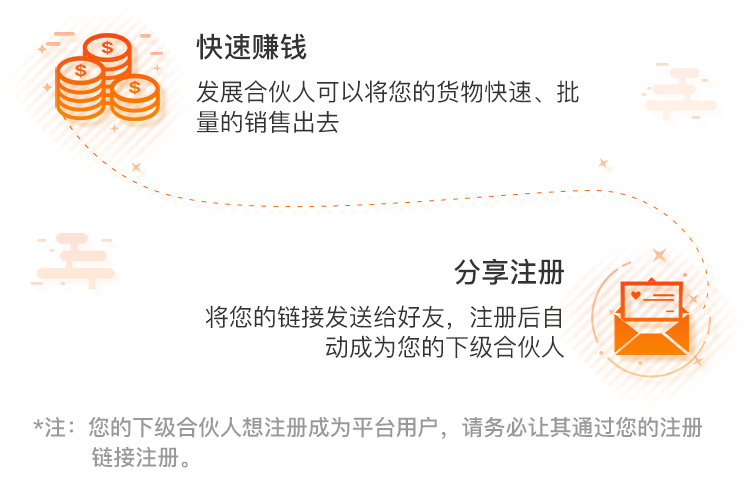 快速赚钱
发展合伙人可以将您的货物快速、批
量的销售出去
分享注册
将您的链接发送给好友，注册后自
动成为您的下级合伙人
*注：您的下级合伙人想注册成为平台用户，请务必让其通过您的注册
链接注册。